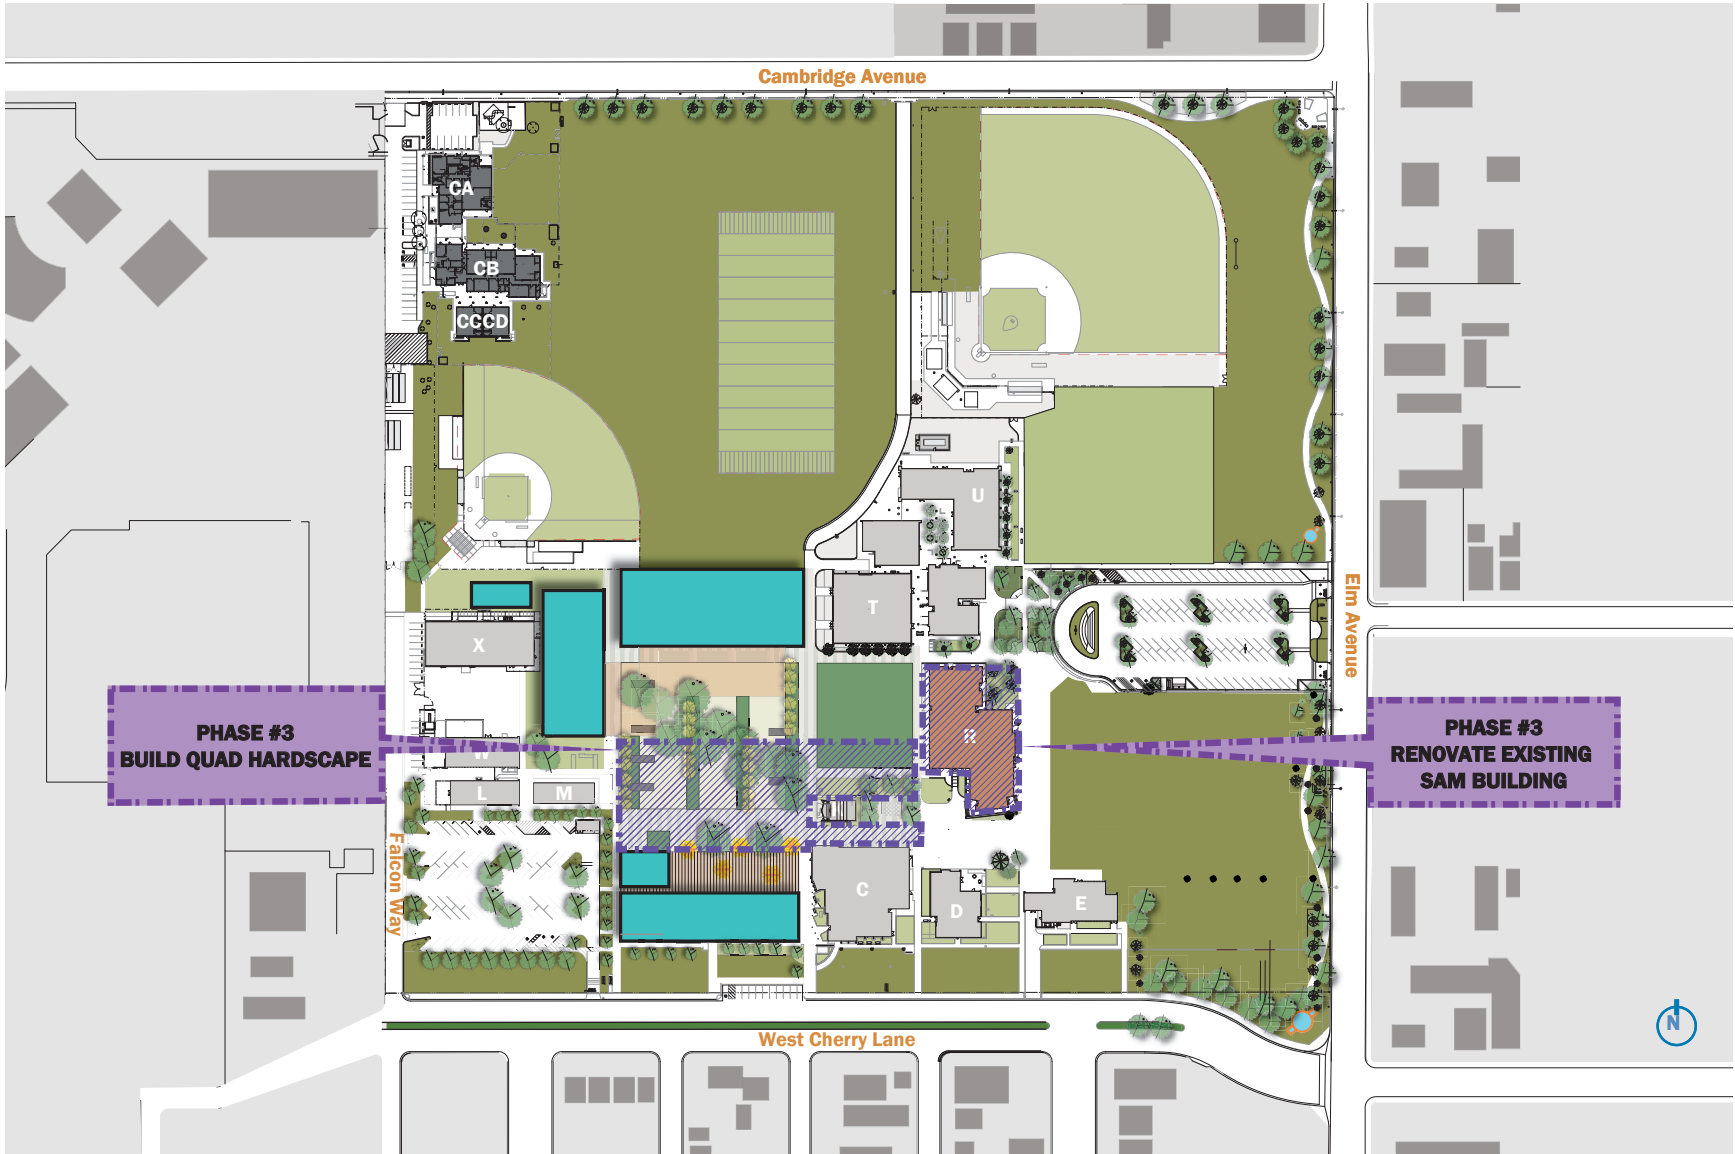 Cambridge Avenue
CA
CB
CCCD
U
T
X
Elm Avenue
PHASE #3
BUILD QUAD HARDSCAPE
R
PHASE #3
RENOVATE EXISTING
SAM BUILDING
W
L
M
Falcon Way
C
D
E
West Cherry Lane
N